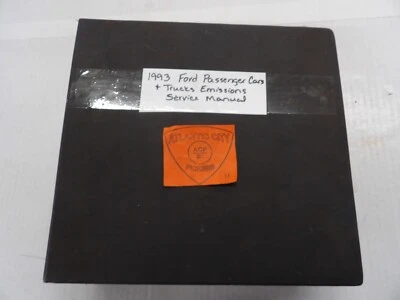 1993 Ford Passenger Cars
+ Trucks Emissions
Service Manual
ATLANTIC CITY